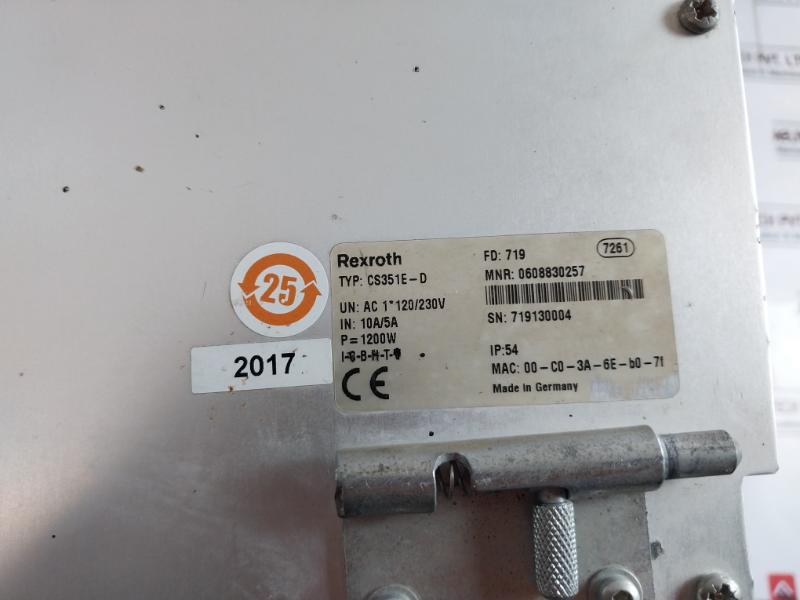 Rexroth
TYP: CS351E-D
UN: AC 1*120/230V
IN: 10A/5A
P=1200W
CE
FD: 719
7261
MNR: 0608830257
SN: 719130004
IP:54
MAC: 00-C0-3A-6E-b0-7f
Made in Germany
25
2017